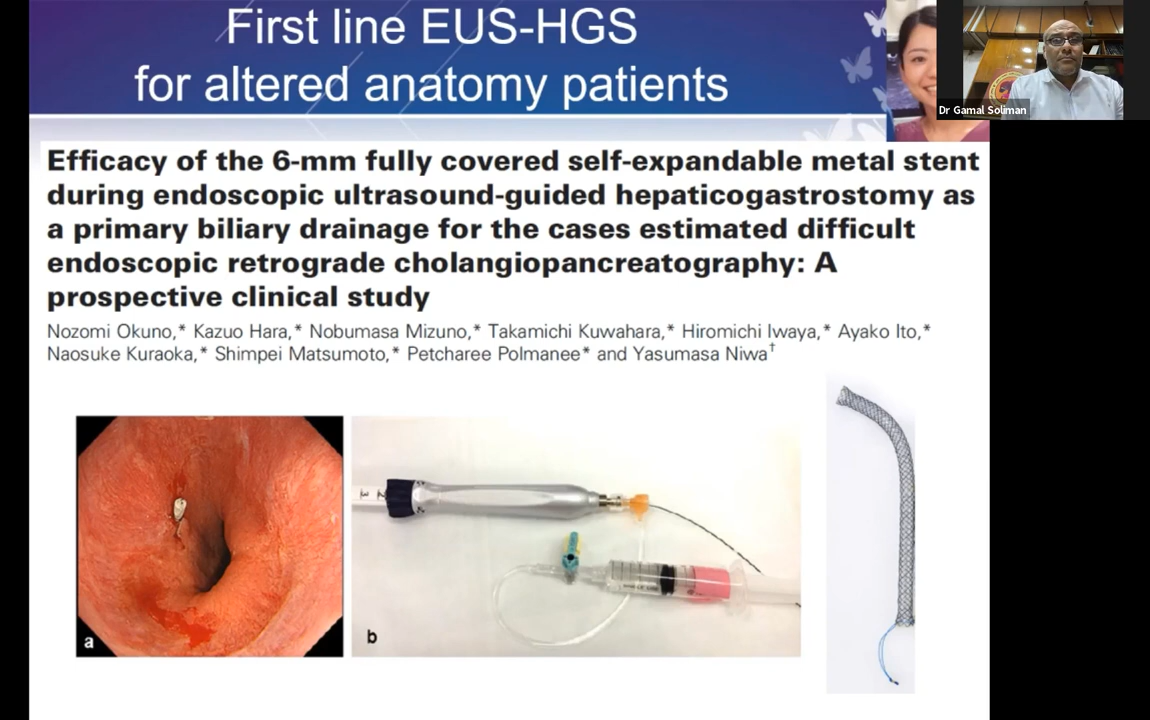 First line EUS-HGS
for altered anatomy patients
Dr Gamal Soliman
Efficacy of the 6-mm fully covered self-expandable metal stent
during endoscopic ultrasound-guided hepaticogastrostomy as
a primary biliary drainage for the cases estimated difficult
endoscopic retrograde cholangiopancreatography: A
prospective clinical study
Nozomi Okuno,* Kazuo Hara,* Nobumasa Mizuno,* Takamichi Kuwahara,* Hiromichi Iwaya,* Ayako Ito,*
Naosuke Kuraoka,* Shimpei Matsumoto,* Petcharee Polmanee* and Yasumasa Niwa†
a
b